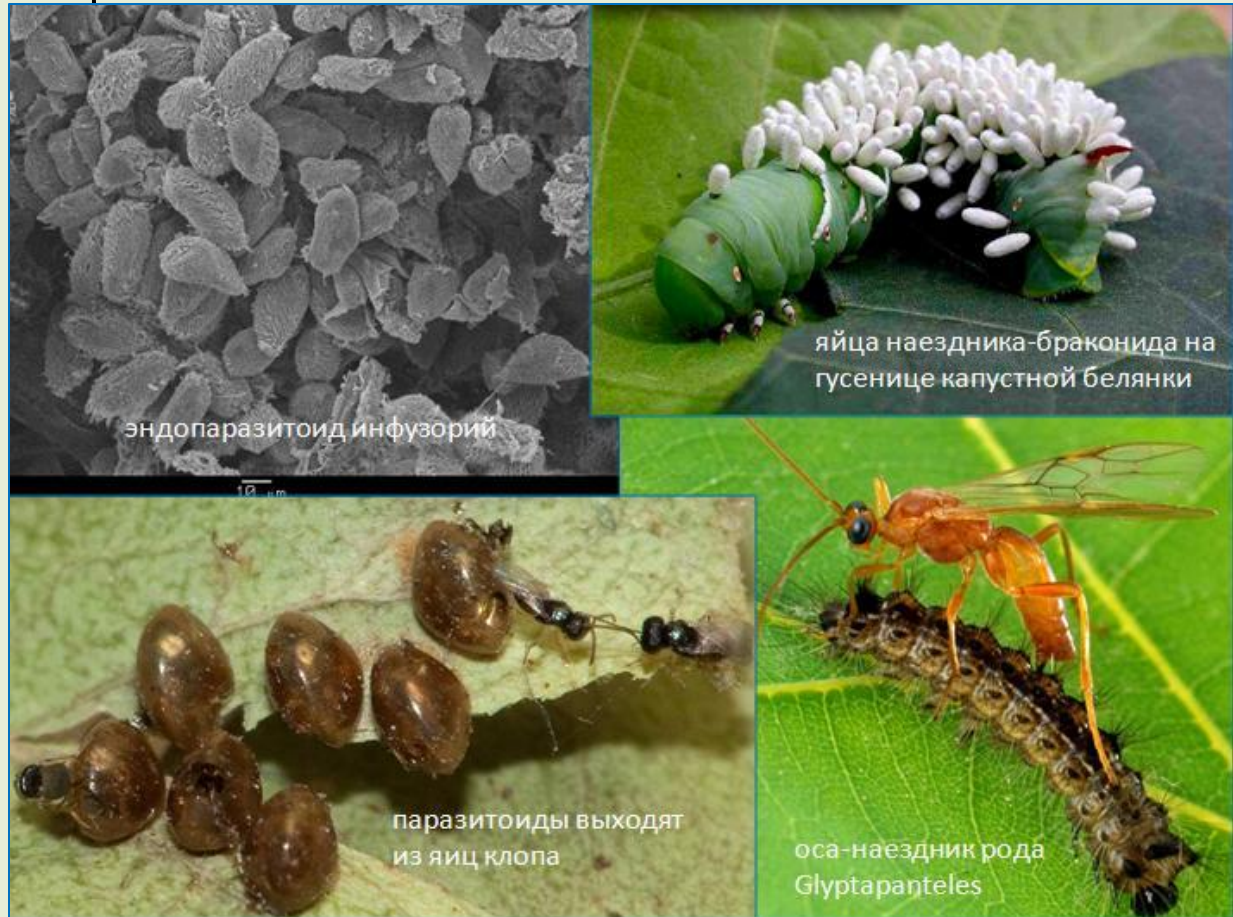 яйца наездника-браконида на
гусенице капустной белянки
эндопаразитоид инфузорий
паразитоиды выходят
из яиц клопа
оса-наездник рода
Glyptapanteles